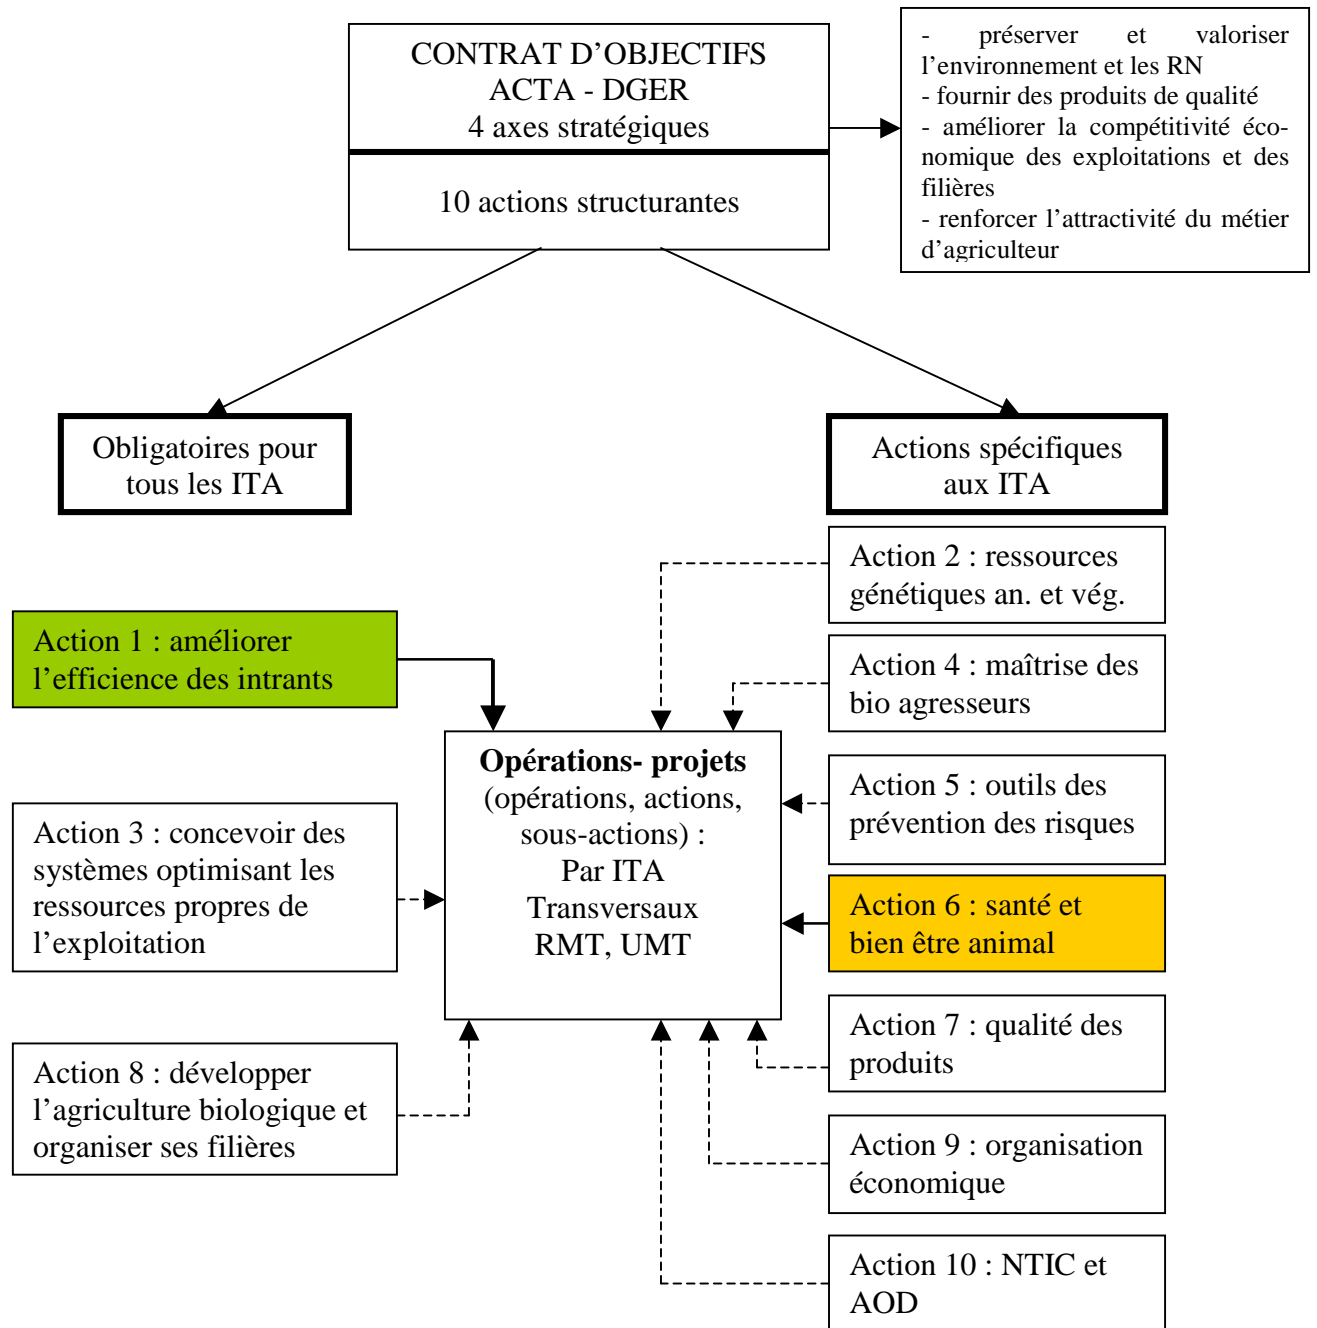 CONTRAT D’OBJECTIFS
ACTA - DGER
4 axes stratégiques
10 actions structurantes
- préserver et valoriser
l’environnement et les RN
- fournir des produits de qualité
- améliorer la compétitivité éco-
nomique des exploitations et des
filières
- renforcer l’attractivité du métier
d’agriculteur
Obligatoires pour
tous les ITA
Actions spécifiques
aux ITA
Action 1 : améliorer
l’efficience des intrants
Action 3 : concevoir des
systèmes optimisant les
ressources propres de
l’exploitation
Action 8 : développer
l’agriculture biologique et
organiser ses filières
Opérations- projets
(opérations, actions,
sous-actions) :
Par ITA
Transversaux
RMT, UMT
Action 2 : ressources
génétiques an. et vég.
Action 4 : maîtrise des
bio agresseurs
Action 5 : outils des
prévention des risques
Action 6 : santé et
bien être animal
Action 7 : qualité des
produits
Action 9 : organisation
économique
Action 10 : NTIC et
AOD